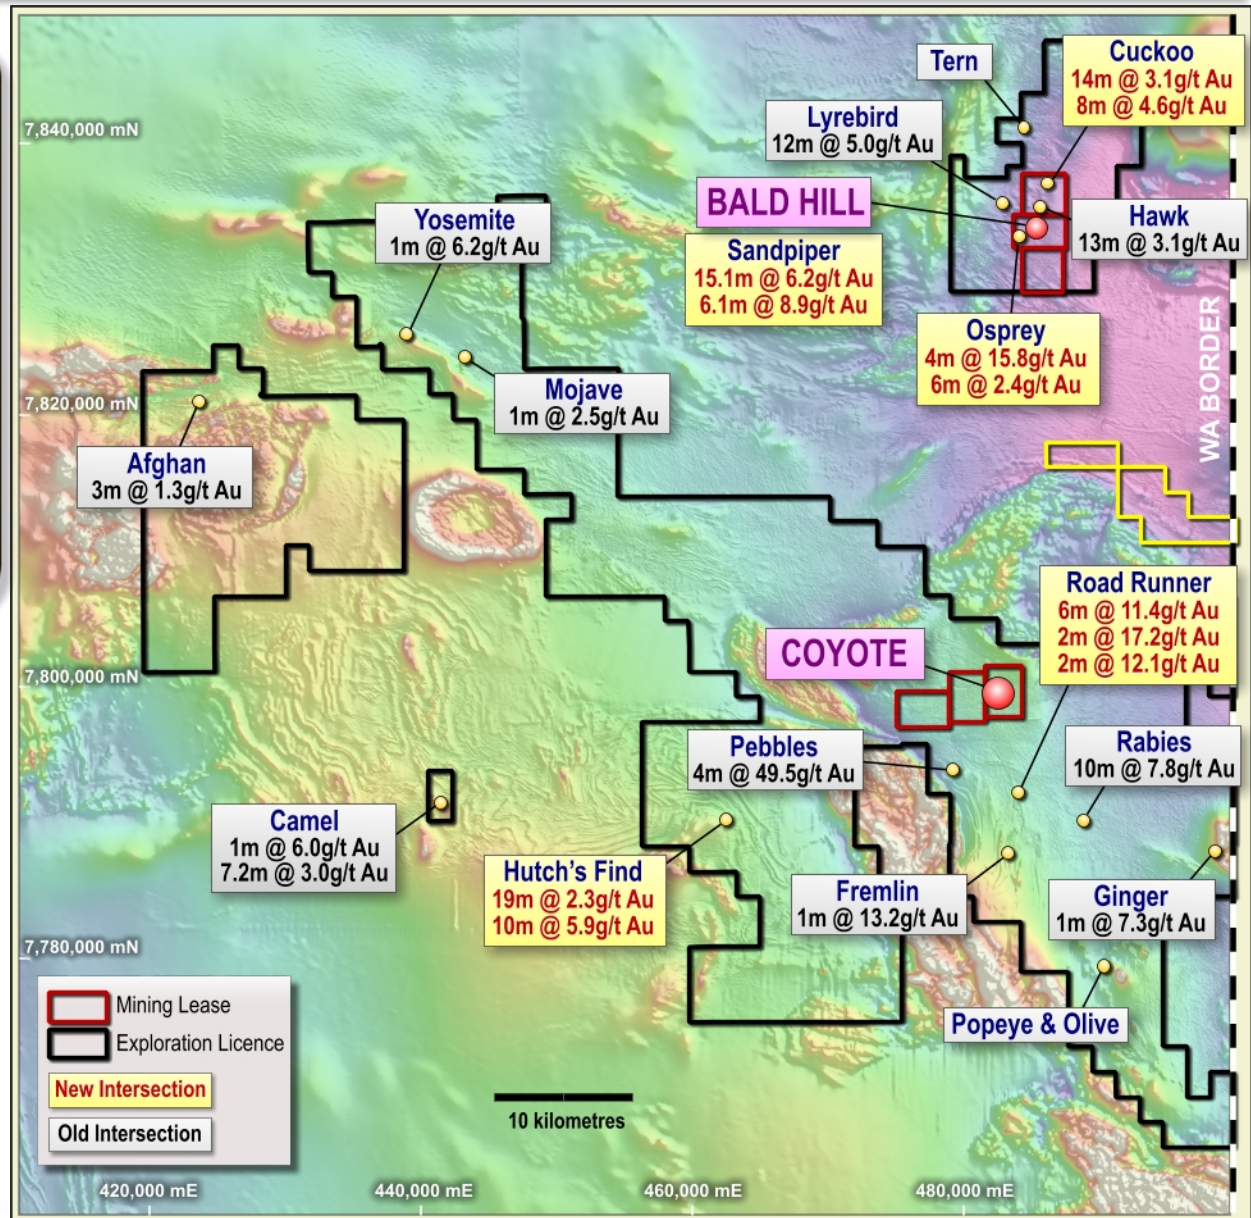 Tern
Cuckoo
14m @ 3.1g/t Au
8m @ 4.6g/t Au
7,840,000 mN
Lyrebird
12m @ 5.0g/t Au
BALD HILL
Hawk
13m @ 3.1g/t Au
Yosemite
1m @ 6.2g/t Au
Sandpiper
15.1m @ 6.2g/t Au
6.1m @ 8.9g/t Au
Osprey
4m @ 15.8g/t Au
6m @ 2.4g/t Au
WA BORDER
Mojave
1m @ 2.5g/t Au
7,820,000 mN
Afghan
3m @ 1.3g/t Au
Road Runner
6m @ 11.4g/t Au
2m @ 17.2g/t Au
2m @ 12.1g/t Au
COYOTE
7,800,000 mN
Pebbles
4m @ 49.5g/t Au
Rabies
10m @ 7.8g/t Au
Camel
1m @ 6.0g/t Au
7.2m @ 3.0g/t Au
Hutch's Find
19m @ 2.3g/t Au
10m @ 5.9g/t Au
Fremlin
1m @ 13.2g/t Au
Ginger
1m @ 7.3g/t Au
7,780,000 mN
Popeye & Olive
Mining Lease
Exploration Licence
New Intersection
Old Intersection
10 kilometres
420,000 mE
440,000 mE
460,000 mE
480,000 mE